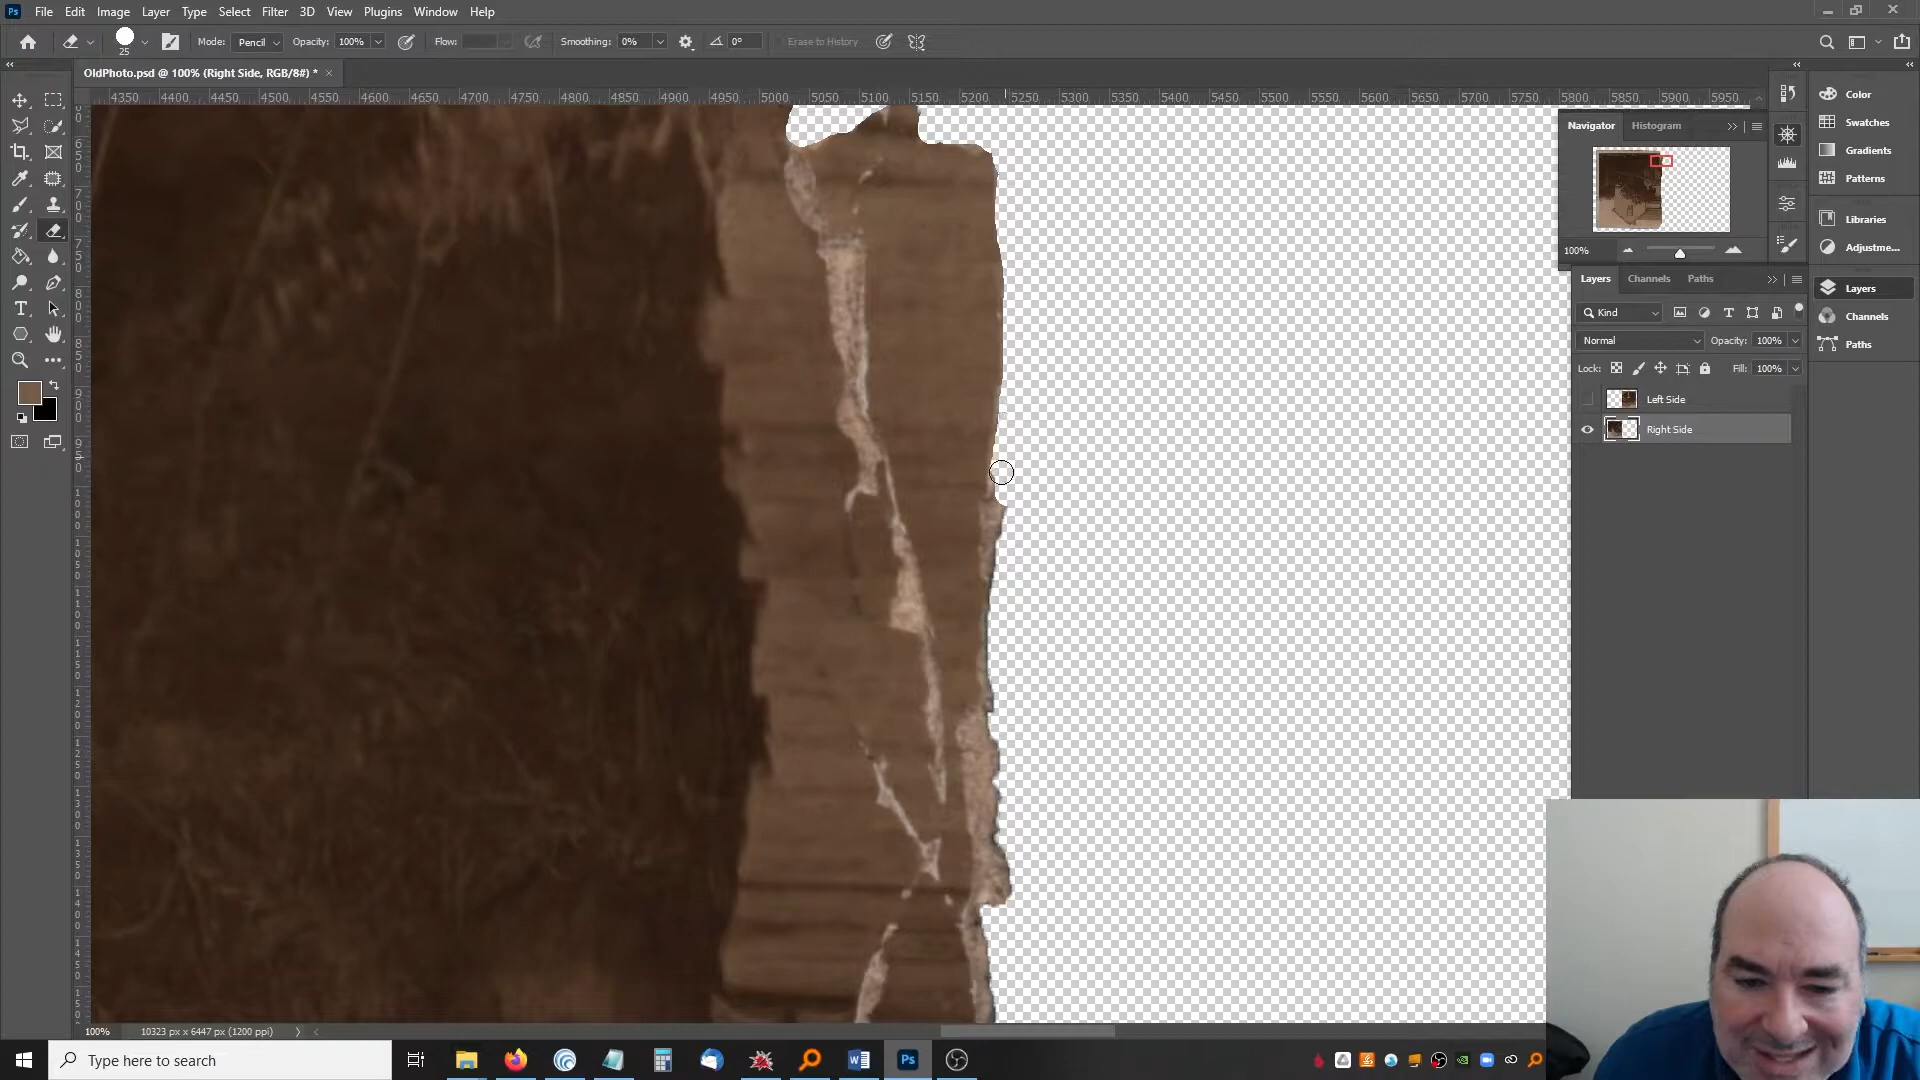 Ps File Edit Image Layer Type Select Filter 3D View Plugins Window Help
25 Mode: Pencil Opacity: 100% Flow: Smoothing: 0% 0° Erase to History
OldPhoto.psd @ 100% (Right Side, RGB/8#) * ×
4350 4400 4450 4500 4550 4600 4650 4700 4750 4800 4850 4900 4950 5000 5050 5100 5150 5200 5250 5300 5350 5400 5450 5500 5550 5600 5650 5700 5750 5800 5850 5900 5950
Navigator Histogram
100%
Layers Channels Paths
Kind
Normal Opacity: 100%
Lock: Fill: 100%
Left Side
Right Side
Color
Swatches
Gradients
Patterns
Libraries
Adjustme...
Layers
Channels
Paths
100% 10323 px x 6447 px (1200 ppi)
Type here to search